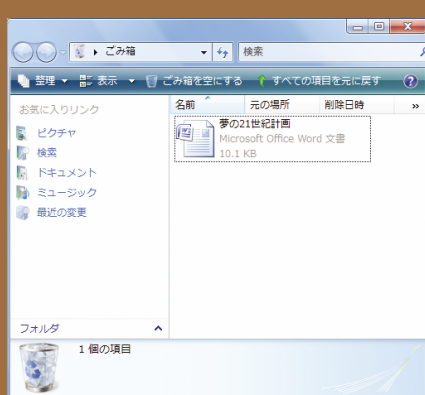 ごみ箱
検索
整理
表示
ごみ箱を空にする
すべての項目を元に戻す
お気に入りリンク
ピクチャ
検索
ドキュメント
ミュージック
最近の変更
名前
元の場所
削除日時
»
夢の21世紀計画
Microsoft Office Word 文書
10.1 KB
フォルダ
1 個の項目